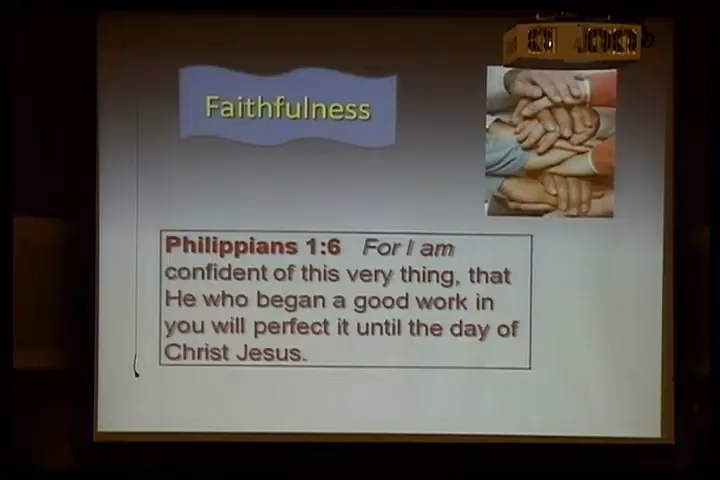 Faithfulness
Philippians 1:6 For I am
confident of this very thing, that
He who began a good work in
you will perfect it until the day of
Christ Jesus.